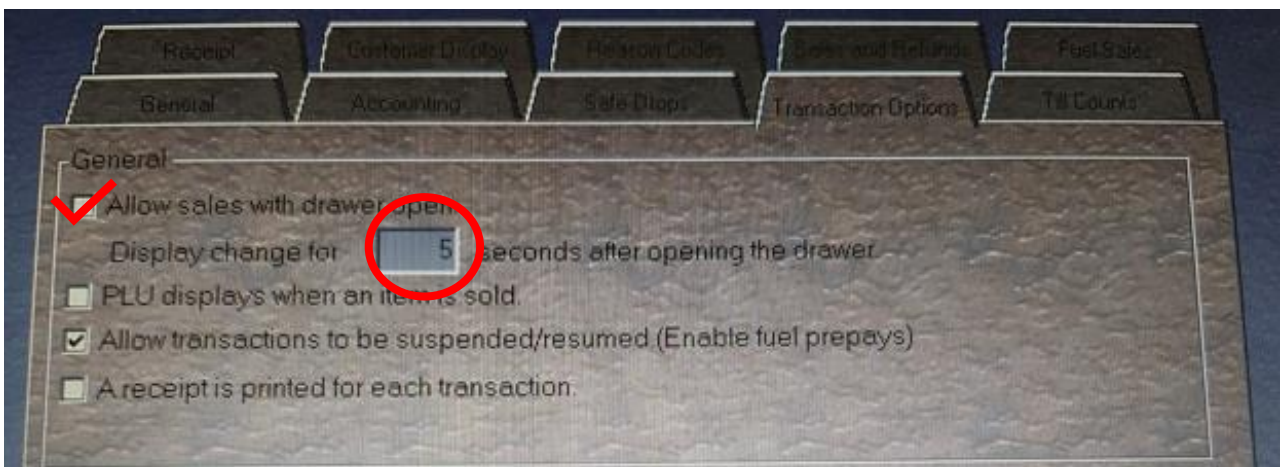 Receipt Customer Display Reason Codes Sales and Refunds Fuel Sales
General Accounting Safe Drops Transaction Options Till Counts
General
Allow sales with drawer open.
Display change for 5 seconds after opening the drawer.
PLU displays when an item is sold.
Allow transactions to be suspended/resumed (Enable fuel prepays)
A receipt is printed for each transaction.